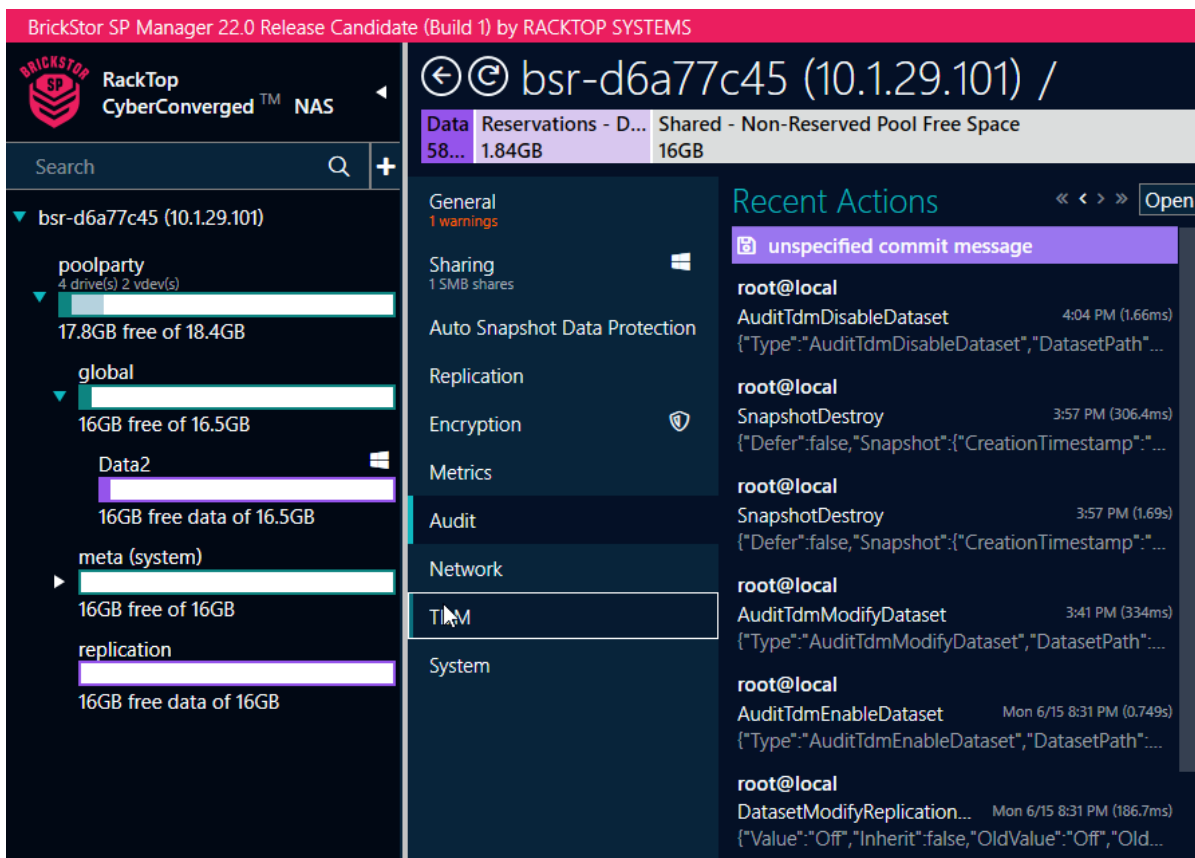 BrickStor SP Manager 22.0 Release Candidate (Build 1) by RACKTOP SYSTEMS
BRICKSTOR
SP
RackTop
CyberConverged TM NAS
Search
bsr-d6a77c45 (10.1.29.101)
poolparty
4 drive(s) 2 vdev(s)
17.8GB free of 18.4GB
global
16GB free of 16.5GB
Data2
16GB free data of 16.5GB
meta (system)
16GB free of 16GB
replication
16GB free data of 16GB
bsr-d6a77c45 (10.1.29.101) /
Data
58...
Reservations - D...
1.84GB
Shared - Non-Reserved Pool Free Space
16GB
General
1 warnings
Sharing
1 SMB shares
Auto Snapshot Data Protection
Replication
Encryption
Metrics
Audit
Network
System
Recent Actions
« < > » Open
unspecified commit message
root@local
AuditTdmDisableDataset 4:04 PM (1.66ms)
{"Type":"AuditTdmDisableDataset","DatasetPath"...
root@local
SnapshotDestroy 3:57 PM (306.4ms)
{"Defer":false,"Snapshot":{"CreationTimestamp":"...
root@local
SnapshotDestroy 3:57 PM (1.69s)
{"Defer":false,"Snapshot":{"CreationTimestamp":"...
root@local
AuditTdmModifyDataset 3:41 PM (334ms)
{"Type":"AuditTdmModifyDataset","DatasetPath":...
root@local
AuditTdmEnableDataset Mon 6/15 8:31 PM (0.749s)
{"Type":"AuditTdmEnableDataset","DatasetPath":...
root@local
DatasetModifyReplication... Mon 6/15 8:31 PM (186.7ms)
{"Value":"Off","Inherit":false,"OldValue":"Off","Old...